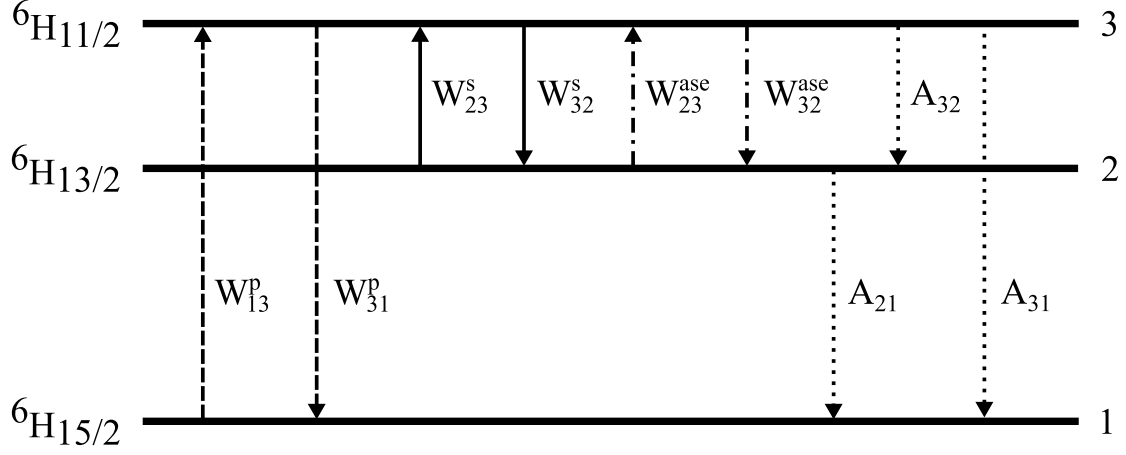 ⁶H₁₁/₂ 3
W₂₃ˢ W₃₂ˢ W₂₃ᵃˢᵉ W₃₂ᵃˢᵉ A₃₂
⁶H₁₃/₂ 2
W₁₃ᵖ W₃₁ᵖ A₂₁ A₃₁
⁶H₁₅/₂ 1